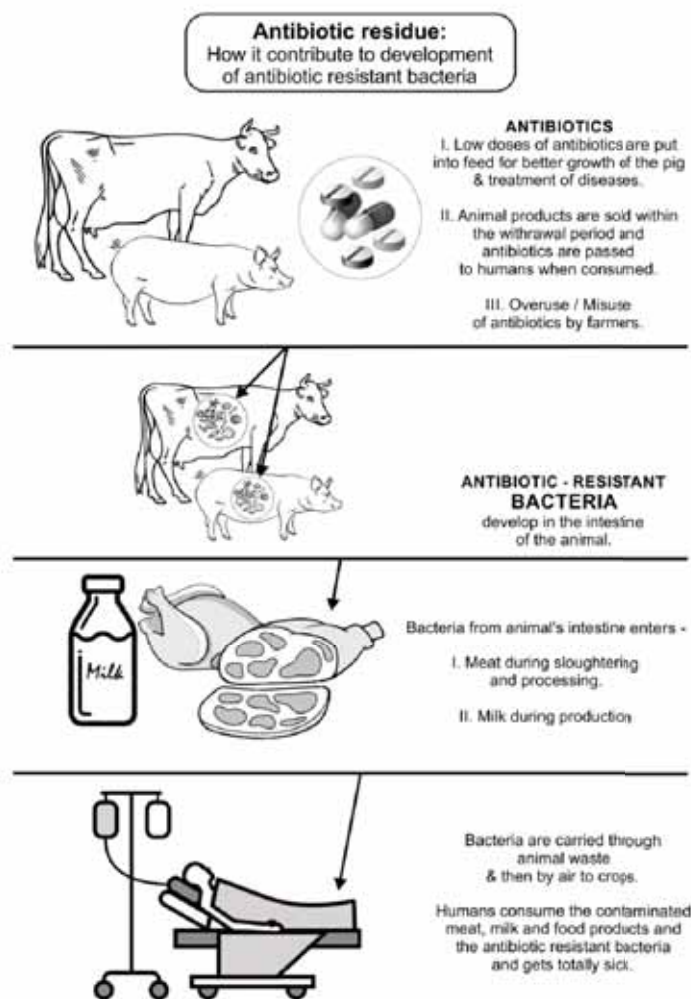 Antibiotic residue:
How it contribute to development
of antibiotic resistant bacteria
ANTIBIOTICS
I. Low doses of antibiotics are put
into feed for better growth of the pig
& treatment of diseases.
II. Animal products are sold within
the withrawal period and
antibiotics are passed
to humans when consumed.
III. Overuse / Misuse
of antibiotics by farmers.
ANTIBIOTIC - RESISTANT
BACTERIA
develop in the intestine
of the animal.
Milk
Bacteria from animal's intestine enters -
I. Meat during sloughtering
and processing.
II. Milk during production
Bacteria are carried through
animal waste
& then by air to crops.
Humans consume the contaminated
meat, milk and food products and
the antibiotic resistant bacteria
and gets totally sick.